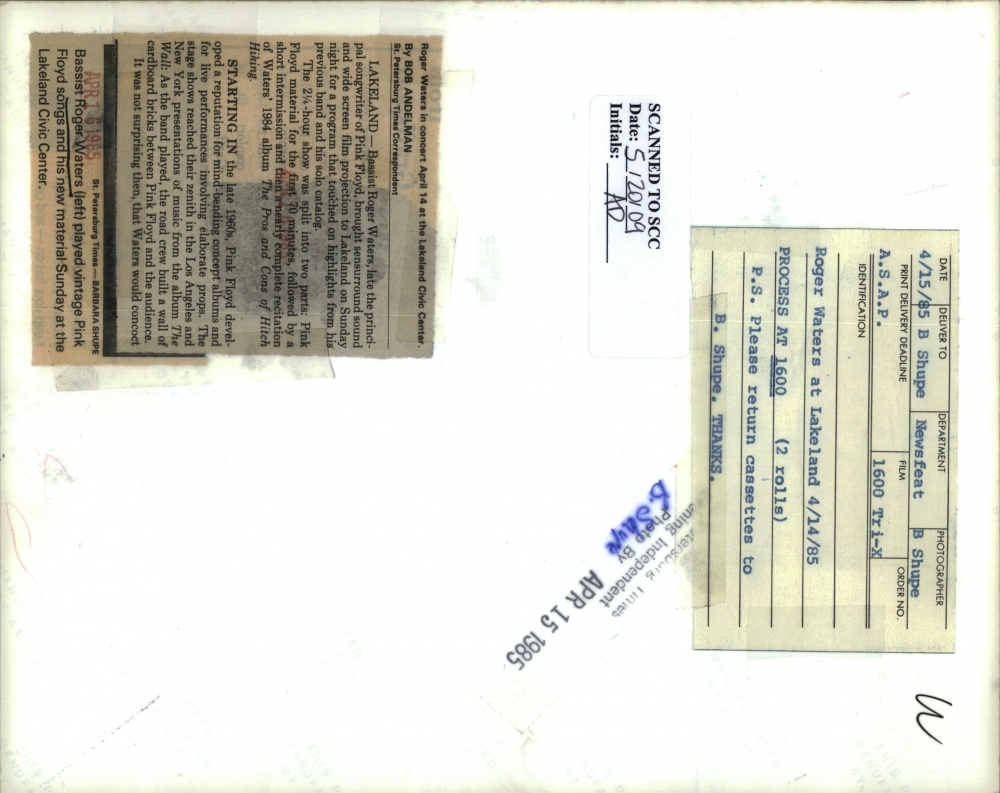 Roger Waters in concert April 14 at the Lakeland Civic Center.
By BOB ANDELMAN
St. Petersburg Times Correspondent
LAKELAND — Bassist Roger Waters, late the princi-
pal songwriter of Pink Floyd, brought sensurround sound
and wide screen film projection to Lakeland on Sunday
night for a program that touched on highlights from his
previous band and his solo catalog.
The 2¼-hour show was split into two parts: Pink
Floyd material for the first 70 minutes, followed by a
short intermission and then a nearly complete recitation
of Waters' 1984 album The Pros and Cons of Hitch
Hiking.
STARTING IN the late 1960s, Pink Floyd devel-
oped a reputation for mind-bending concept albums and
for live performances involving elaborate props. The
stage shows reached their zenith in the Los Angeles and
New York presentations of music from the album The
Wall: As the band played, the road crew built a wall of
cardboard bricks between Pink Floyd and the audience.
It was not surprising then, that Waters would concoct
St. Petersburg Times — BARBARA SHUPE
APR 16 1985
Bassist Roger Waters (left) played vintage Pink
Floyd songs and his new material Sunday at the
Lakeland Civic Center.
SCANNED TO SCC
Date: 5/20/09
Initials: AD
DATE DELIVER TO DEPARTMENT PHOTOGRAPHER
4/15/85 B Shupe Newsfeat B Shupe
PRINT DELIVERY DEADLINE FILM ORDER NO.
A.S.A.P. 1600 Tri-X
IDENTIFICATION
Roger Waters at Lakeland 4/14/85
PROCESS AT 1600 (2 rolls)
P.S. Please return cassettes to
B. Shupe. THANKS.
Times
Independent
Photo By
B Shupe
APR 15 1985
W